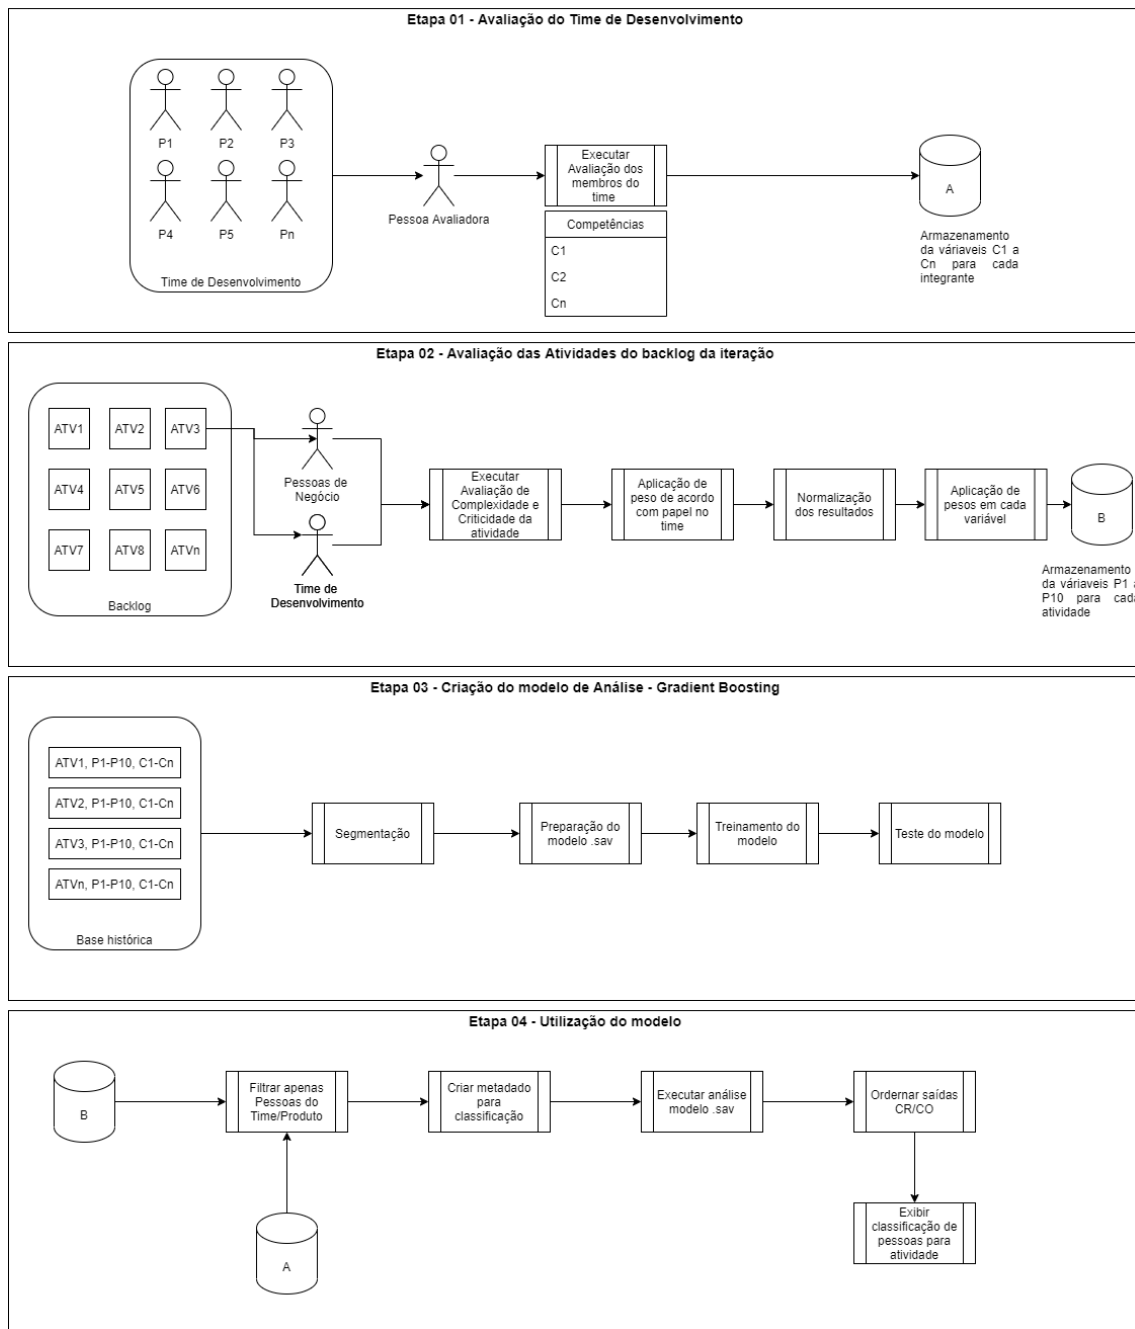 Etapa 01 - Avaliação do Time de Desenvolvimento
P1
P2
P3
P4
P5
Pn
Time de Desenvolvimento
Pessoa Avaliadora
Executar
Avaliação dos
membros do
time
Competências
C1
C2
Cn
A
Armazenamento
da váriaveis C1 a
Cn para cada
integrante
Etapa 02 - Avaliação das Atividades do backlog da iteração
ATV1
ATV2
ATV3
ATV4
ATV5
ATV6
ATV7
ATV8
ATVn
Backlog
Pessoas de
Negócio
Time de
Desenvolvimento
Executar
Avaliação de
Complexidade e
Criticidade da
atividade
Aplicação de
peso de acordo
com papel no
time
Normalização
dos resultados
Aplicação de
pesos em cada
variável
B
Armazenamento
da váriaveis P1 a
P10 para cada
atividade
Etapa 03 - Criação do modelo de Análise - Gradient Boosting
ATV1, P1-P10, C1-Cn
ATV2, P1-P10, C1-Cn
ATV3, P1-P10, C1-Cn
ATVn, P1-P10, C1-Cn
Base histórica
Segmentação
Preparação do
modelo .sav
Treinamento do
modelo
Teste do modelo
Etapa 04 - Utilização do modelo
B
Filtrar apenas
Pessoas do
Time/Produto
A
Criar metadado
para
classificação
Executar análise
modelo .sav
Ordernar saídas
CR/CO
Exibir
classificação de
pessoas para
atividade